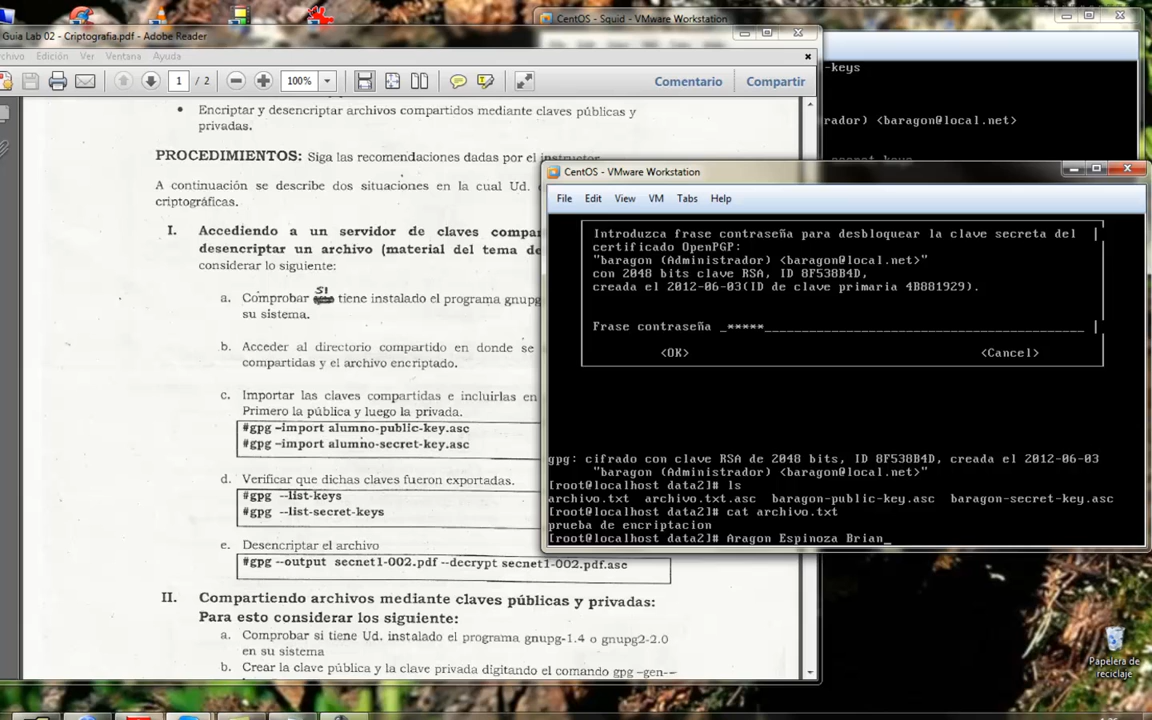 Guia Lab 02 - Criptografia.pdf - Adobe Reader
CentOS - Squid - VMware Workstation
Edición Ver Ventana Ayuda
1 / 2
100%
Comentario
Compartir
Encriptar y desencriptar archivos compartidos mediante claves públicas y
privadas.
PROCEDIMIENTOS: Siga las recomendaciones dadas por el instructor
A continuación se describe dos situaciones en la cual Ud.
criptográficas.
I. Accediendo a un servidor de claves
desencriptar un archivo (material del tema
considerar lo siguiente:
a. Comprobar SI tiene instalado el programa gnupg
su sistema.
b. Acceder al directorio compartido en donde se
compartidas y el archivo encriptado.
c. Importar las claves compartidas e incluirlas en
Primero la pública y luego la privada.
#gpg –import alumno-public-key.asc
#gpg –import alumno-secret-key.asc
d. Verificar que dichas claves fueron exportadas.
#gpg --list-keys
#gpg --list-secret-keys
e. Desencriptar el archivo
#gpg --output secnet1-002.pdf --decrypt secnet1-002.pdf.asc
II. Compartiendo archivos mediante claves públicas y privadas:
Para esto considerar los siguiente:
a. Comprobar si tiene Ud. instalado el programa gnupg-1.4 o gnupg2-2.0
en su sistema
b. Crear la clave pública y la clave privada digitando el comando gpg –gen--
-keys
rador) <baragon@local.net>
CentOS - VMware Workstation
File Edit View VM Tabs Help
Introduzca frase contraseña para desbloquear la clave secreta del
certificado OpenPGP:
"baragon (Administrador) <baragon@local.net>"
con 2048 bits clave RSA, ID 8F538B4D,
creada el 2012-06-03(ID de clave primaria 4B881929).
Frase contraseña _*****____________________________________________
<OK> <Cancel>
gpg: cifrado con clave RSA de 2048 bits, ID 8F538B4D, creada el 2012-06-03
"baragon (Administrador) <baragon@local.net>"
[root@localhost data2]# ls
archivo.txt archivo.txt.asc baragon-public-key.asc baragon-secret-key.asc
[root@localhost data2]# cat archivo.txt
prueba de encriptacion
[root@localhost data2]# Aragon Espinoza Brian_
Papelera de
reciclaje